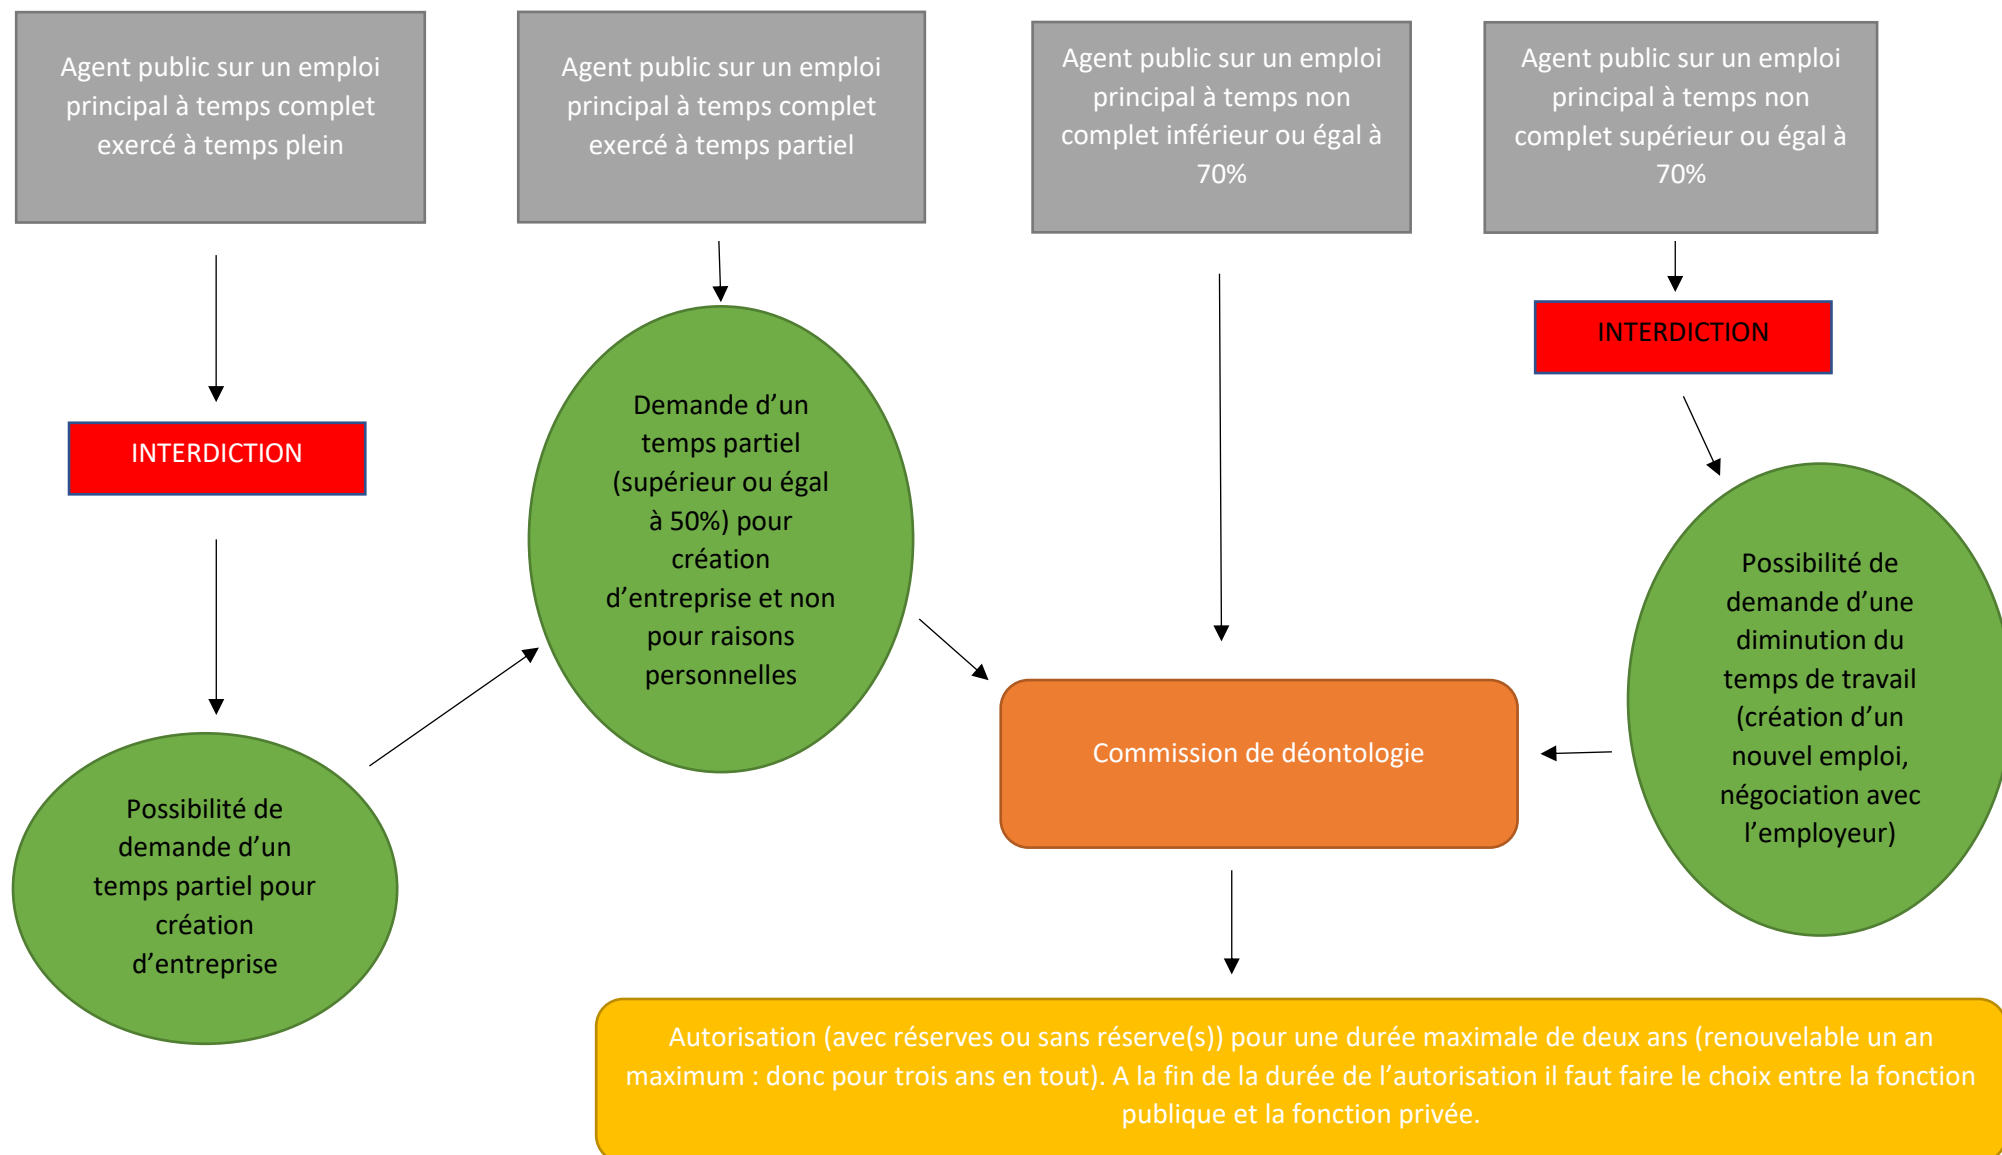 Agent public sur un emploi
principal à temps complet
exercé à temps plein
Agent public sur un emploi
principal à temps complet
exercé à temps partiel
Agent public sur un emploi
principal à temps non
complet inférieur ou égal à
70%
Agent public sur un emploi
principal à temps non
complet supérieur ou égal à
70%
INTERDICTION
INTERDICTION
Demande d’un
temps partiel
(supérieur ou égal
à 50%) pour
création
d’entreprise et non
pour raisons
personnelles
Possibilité de
demande d’une
diminution du
temps de travail
(création d’un
nouvel emploi,
négociation avec
l’employeur)
Commission de déontologie
Possibilité de
demande d’un
temps partiel pour
création
d’entreprise
Autorisation (avec réserves ou sans réserve(s)) pour une durée maximale de deux ans (renouvelable un an
maximum : donc pour trois ans en tout). A la fin de la durée de l’autorisation il faut faire le choix entre la fonction
publique et la fonction privée.